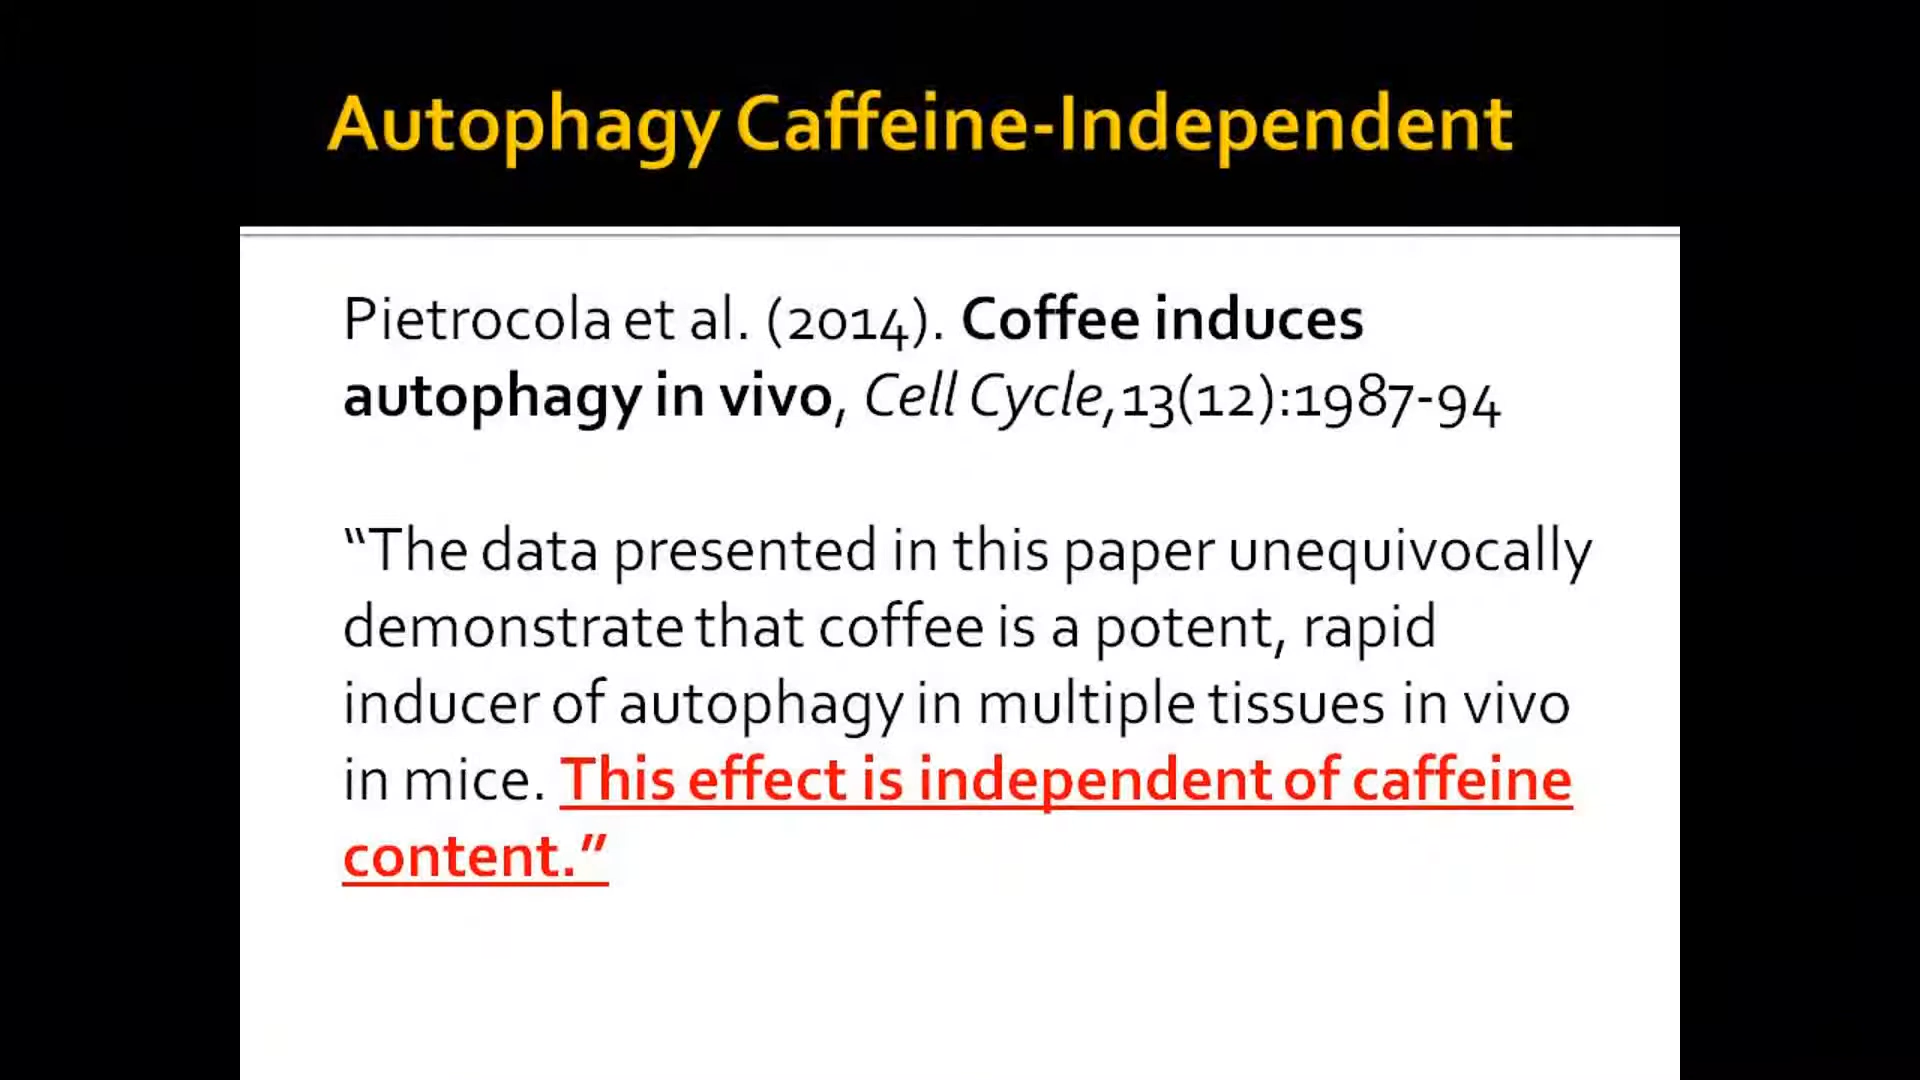 Autophagy Caffeine-Independent
Pietrocola et al. (2014). Coffee induces
autophagy in vivo, Cell Cycle,13(12):1987-94
“The data presented in this paper unequivocally
demonstrate that coffee is a potent, rapid
inducer of autophagy in multiple tissues in vivo
in mice. This effect is independent of caffeine
content.”